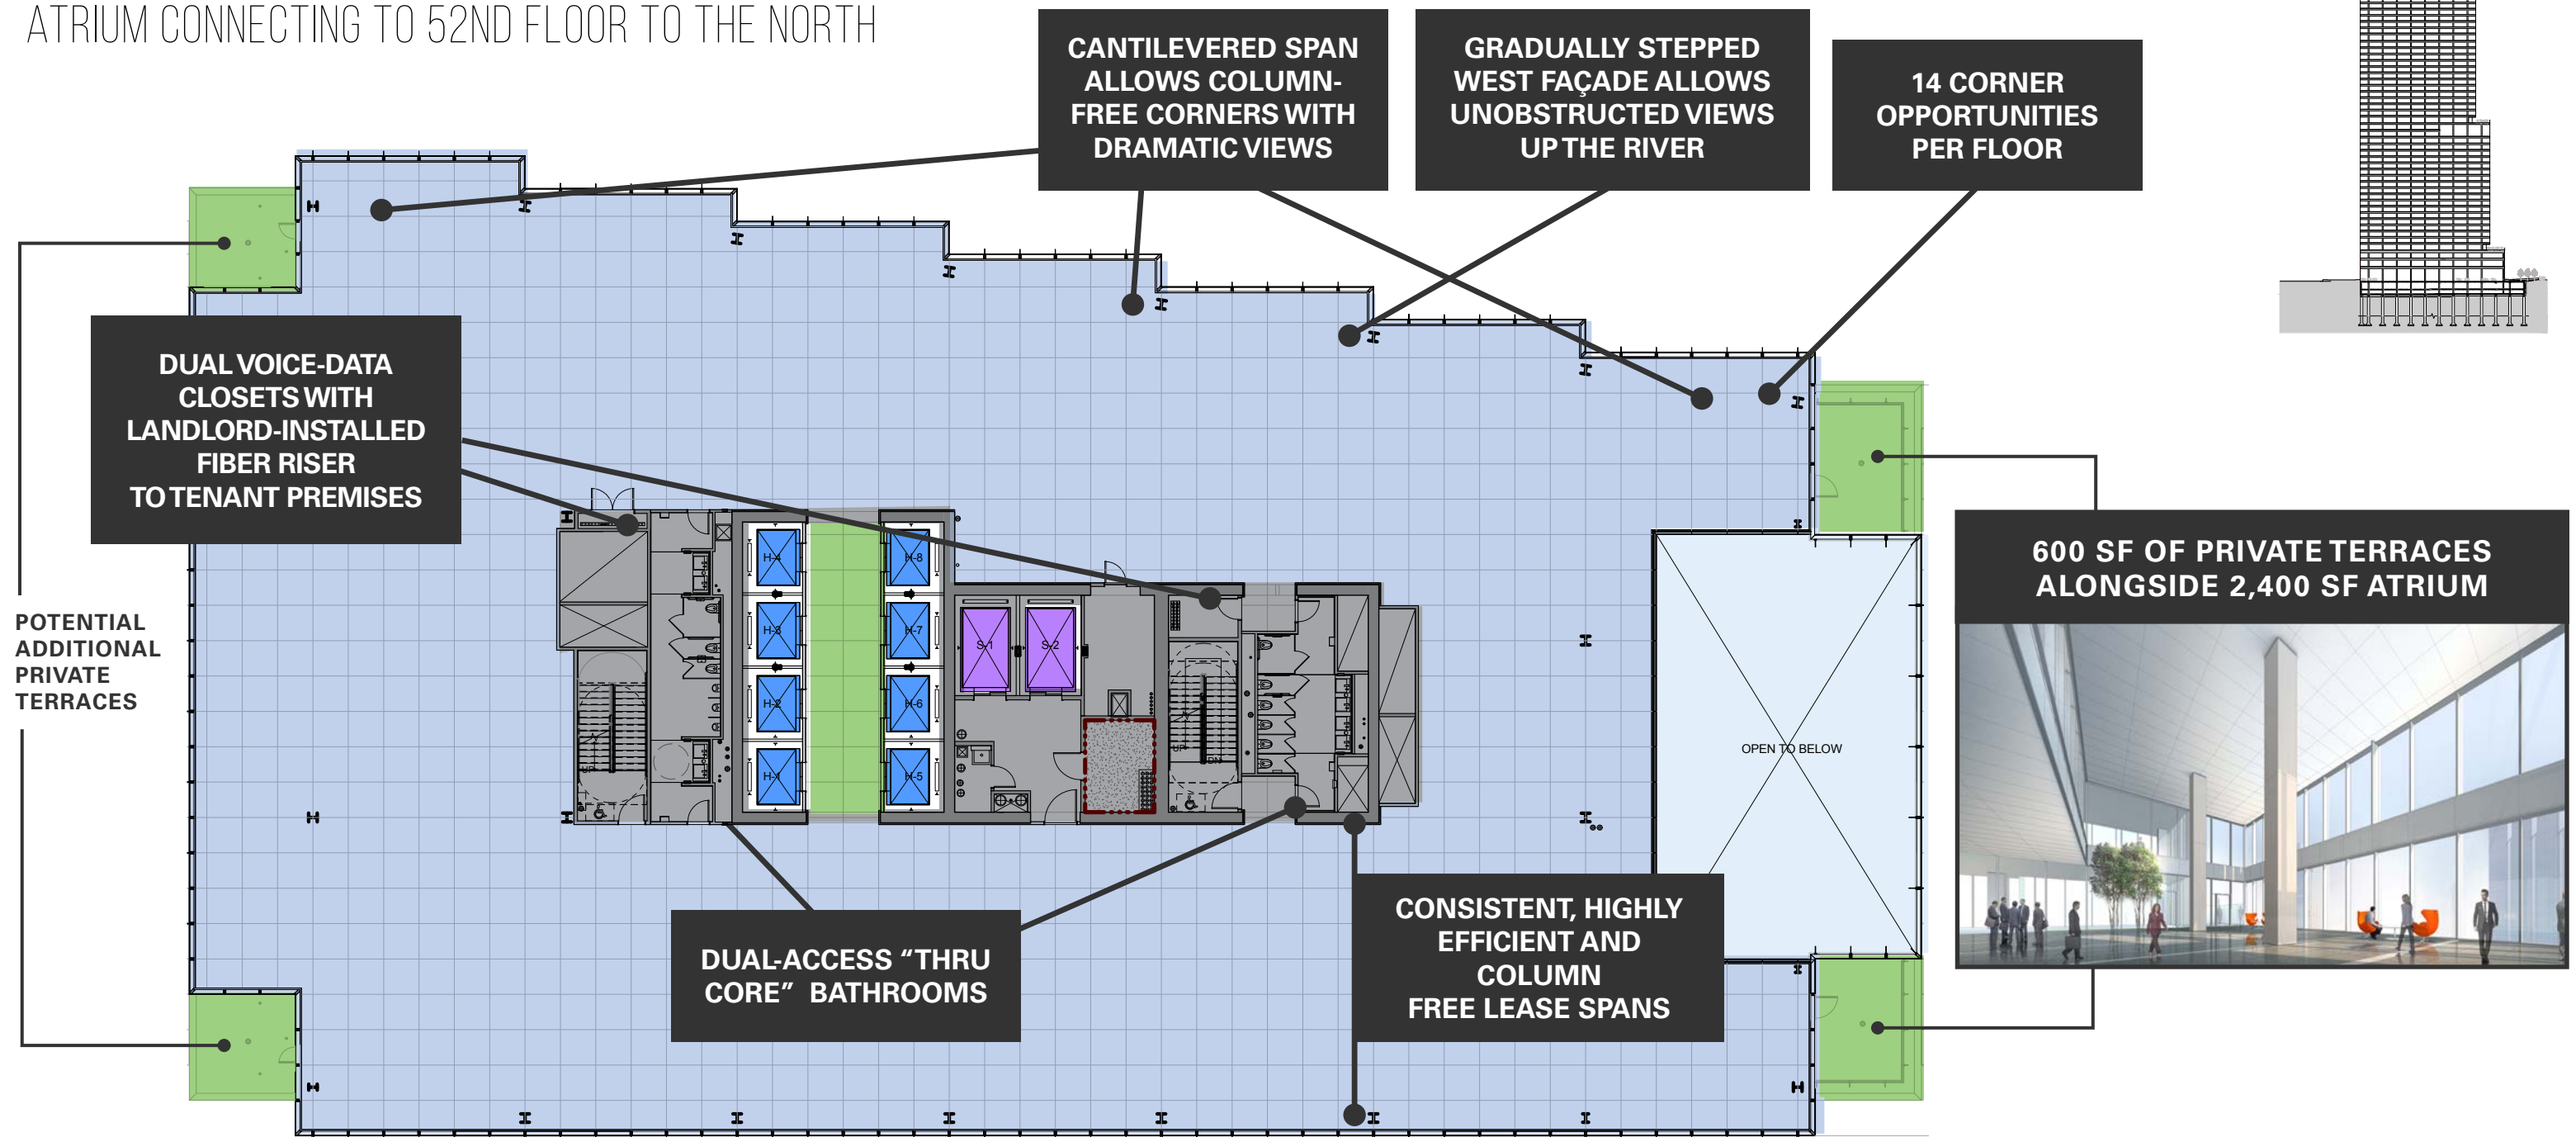 ATRIUM CONNECTING TO 52ND FLOOR TO THE NORTH
CANTILEVERED SPAN
ALLOWS COLUMN-
FREE CORNERS WITH
DRAMATIC VIEWS
GRADUALLY STEPPED
WEST FAÇADE ALLOWS
UNOBSTRUCTED VIEWS
UP THE RIVER
14 CORNER
OPPORTUNITIES
PER FLOOR
DUAL VOICE-DATA
CLOSETS WITH
LANDLORD-INSTALLED
FIBER RISER
TO TENANT PREMISES
POTENTIAL
ADDITIONAL
PRIVATE
TERRACES
600 SF OF PRIVATE TERRACES
ALONGSIDE 2,400 SF ATRIUM
H-4
H-8
H-3
H-7
S-1
S-2
H-2
H-6
H-1
H-5
UP
UP
DN
OPEN TO BELOW
DUAL-ACCESS “THRU
CORE” BATHROOMS
CONSISTENT, HIGHLY
EFFICIENT AND
COLUMN
FREE LEASE SPANS